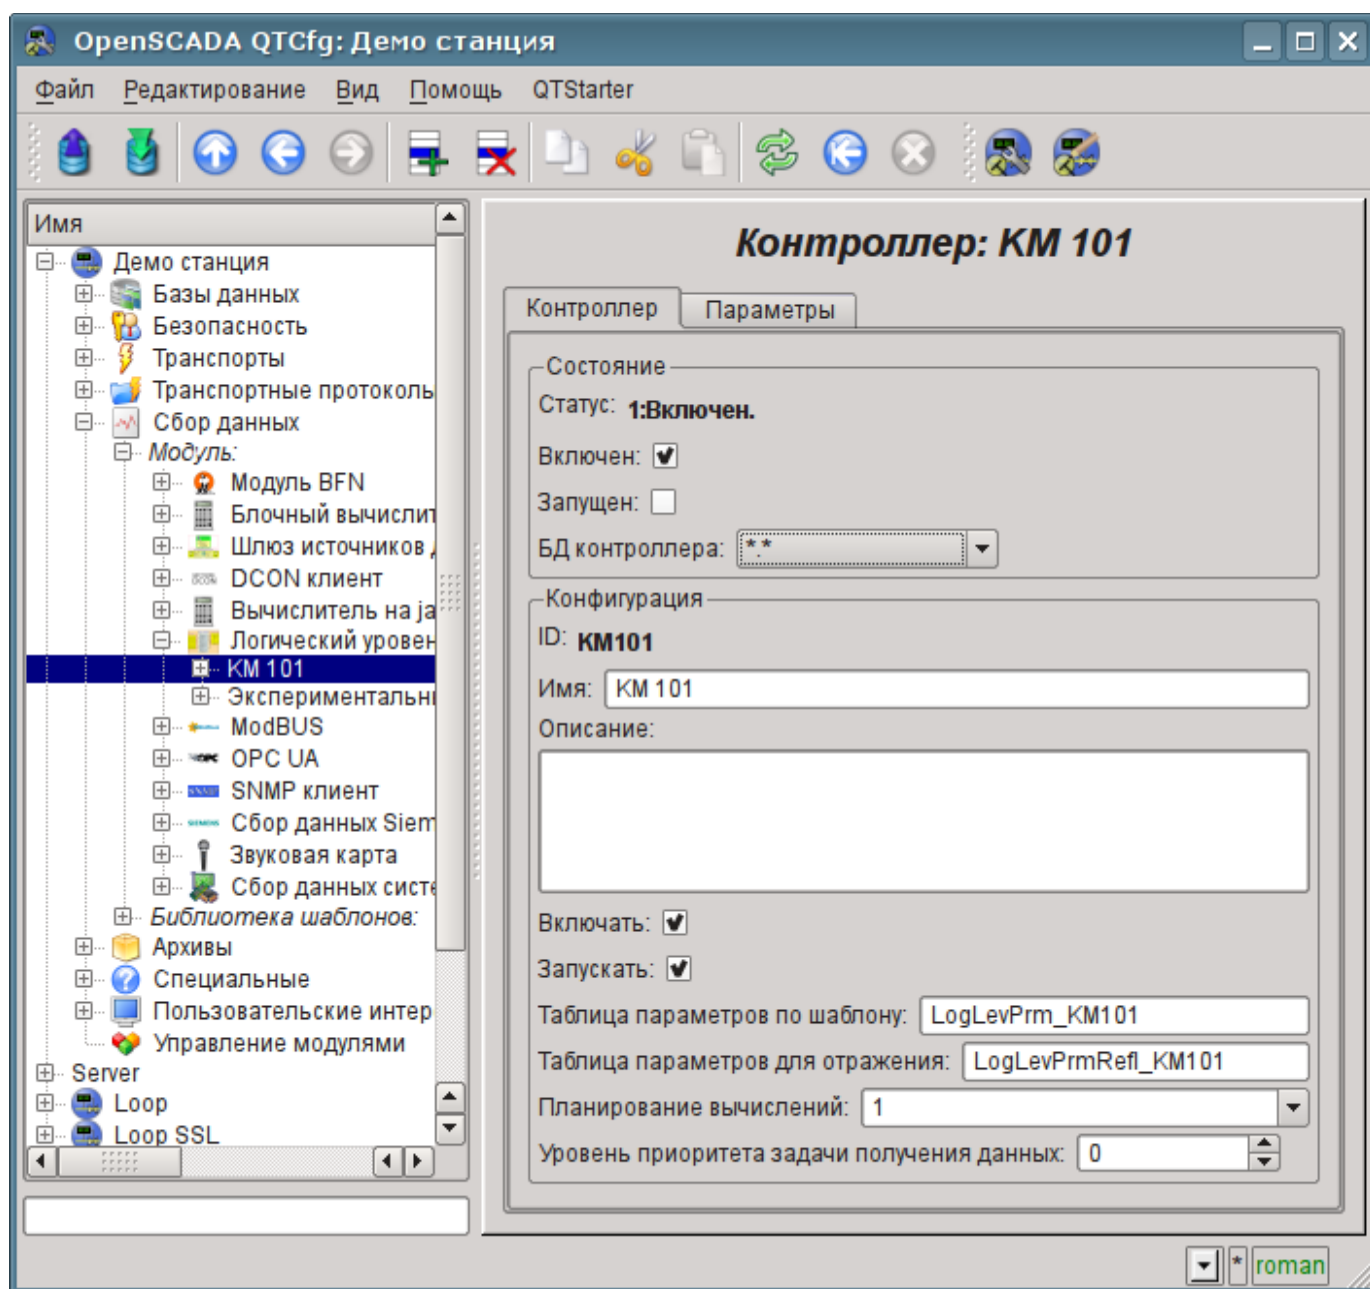 OpenSCADA QTCfg: Демо станция
Файл Редактирование Вид Помощь QTStarter
Имя
Демо станция
Базы данных
Безопасность
Транспорты
Транспортные протоколы
Сбор данных
Модуль:
Модуль BFN
Блочный вычислит
Шлюз источников д
DCON клиент
Вычислитель на ja
Логический уровен
КМ 101
Экспериментальн
ModBUS
OPC UA
SNMP клиент
Сбор данных Siem
Звуковая карта
Сбор данных систе
Библиотека шаблонов:
Архивы
Специальные
Пользовательские интер
Управление модулями
Server
Loop
Loop SSL
Контроллер: КМ 101
Контроллер Параметры
Состояние
Статус: 1:Включен.
Включен:
Запущен:
БД контроллера: *.*
Конфигурация
ID: KM101
Имя: КМ 101
Описание:
Включать:
Запускать:
Таблица параметров по шаблону: LogLevPrm_KM101
Таблица параметров для отражения: LogLevPrmRefl_KM101
Планирование вычислений: 1
Уровень приоритета задачи получения данных: 0
* roman